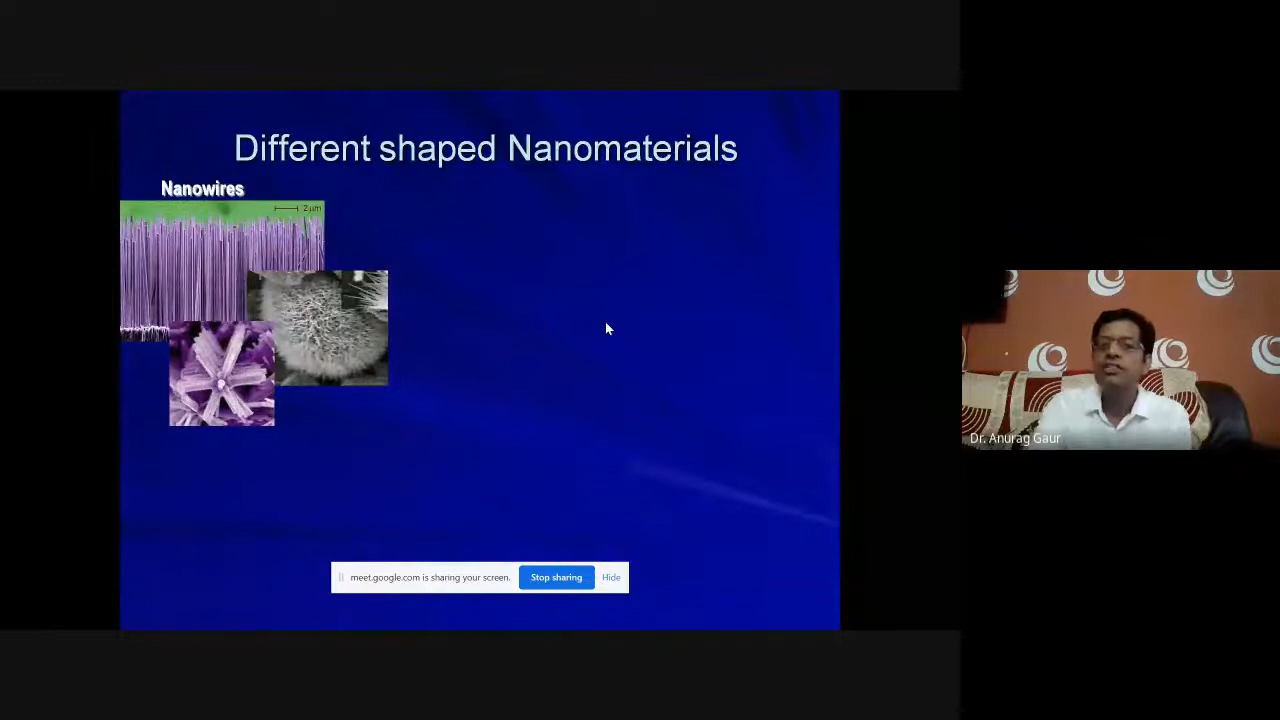 Different shaped Nanomaterials
Nanowires
2 μm
meet.google.com is sharing your screen.
Stop sharing
Hide
Dr. Anurag Gaur